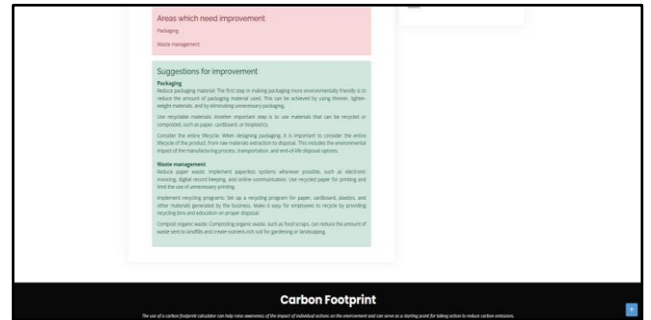 Areas which need improvement
Packaging
Waste management
Suggestions for improvement
Packaging
Reduce packaging material: The first step in making packaging more environmentally friendly is to
reduce the amount of packaging material used. This can be achieved by using thinner, lighter-
weight materials, and by eliminating unnecessary packaging.
Use recyclable materials: Another important step is to use materials that can be recycled or
composted, such as paper, cardboard, or bioplastics.
Consider the entire lifecycle: When designing packaging, it is important to consider the entire
lifecycle of the product, from raw materials extraction to disposal. This includes the environmental
impact of the manufacturing process, transportation, and end-of-life disposal options.
Waste management
Reduce paper waste: Implement paperless systems wherever possible, such as electronic
invoicing, digital record-keeping, and online communication. Use recycled paper for printing and
limit the use of unnecessary printing.
Implement recycling programs: Set up a recycling program for paper, cardboard, plastics, and
other materials generated by the business. Make it easy for employees to recycle by providing
recycling bins and education on proper disposal.
Compost organic waste: Composting organic waste, such as food scraps, can reduce the amount of
waste sent to landfills and create nutrient-rich soil for gardening or landscaping.
Carbon Footprint
The use of a carbon footprint calculator can help raise awareness of the impact of individual actions on the environment and can serve as a starting point for taking action to reduce carbon emissions.